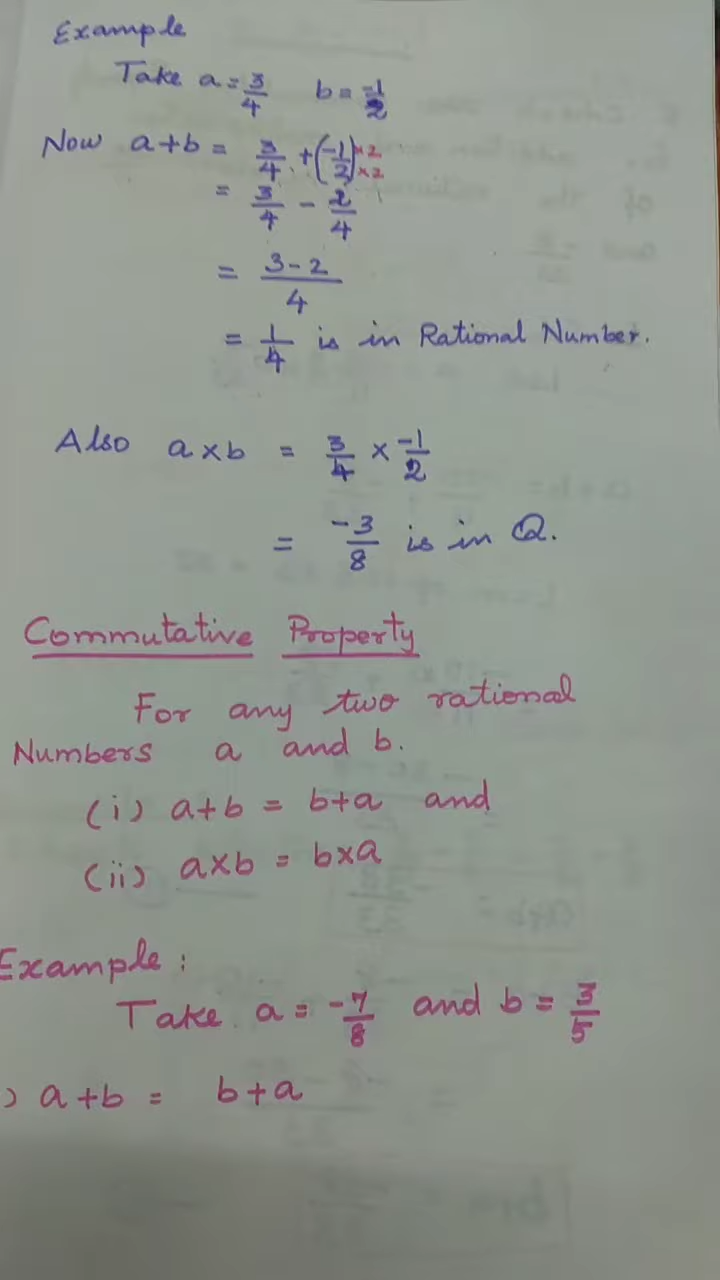 Example
Take a = 3/4 b = -1/2
Now a+b = 3/4 + (-1/2) ×2 ×2
= 3/4 - 2/4
= 3-2/4
= 1/4 is in Rational Number.
Also a×b = 3/4 × -1/2
= -3/8 is in Q.
Commutative Property
For any two rational
Numbers a and b.
(i) a+b = b+a and
(ii) a×b = b×a
Example:
Take a = -7/8 and b = 3/5
) a+b = b+a